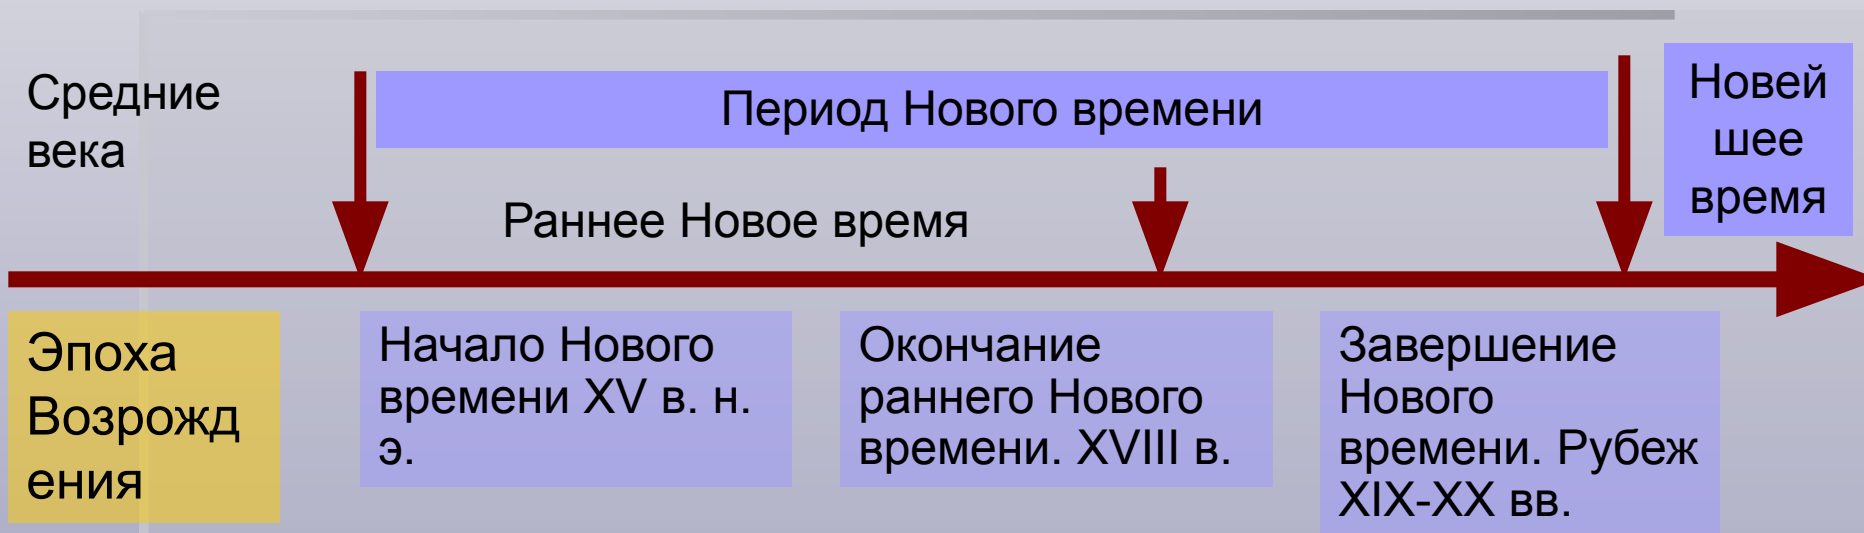 Средние
века
Период Нового времени
Новей
шее
время
Раннее Новое время
Эпоха
Возрожд
ения
Начало Нового
времени XV в. н.
э.
Окончание
раннего Нового
времени. XVIII в.
Завершение
Нового
времени. Рубеж
XIX-XX вв.